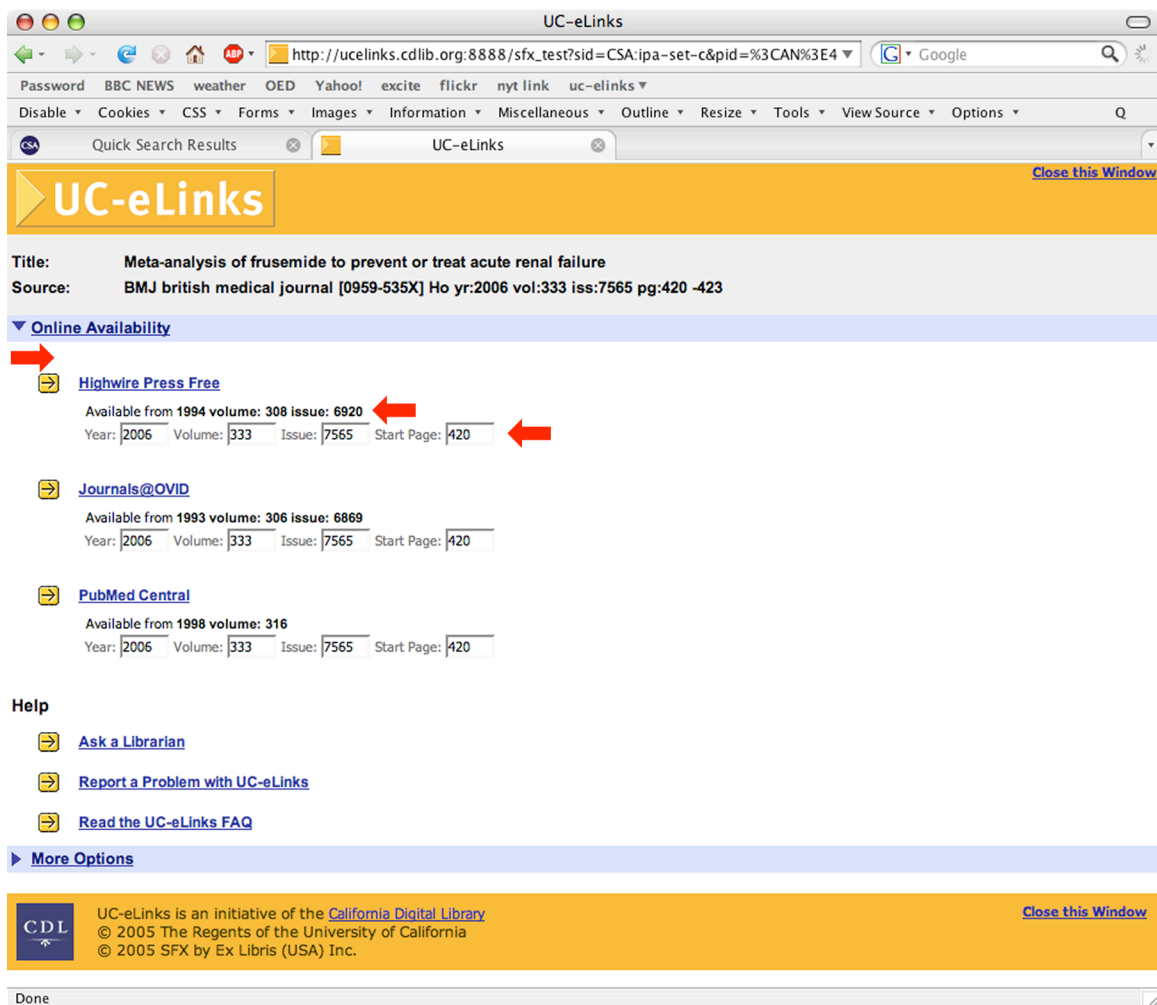 UC-eLinks
ABP http://ucelinks.cdlib.org:8888/sfx_test?sid=CSA:ipa-set-c&pid=%3CAN%3E4 G Google
Password BBC NEWS weather OED Yahoo! excite flickr nyt link uc-elinks
Disable Cookies CSS Forms Images Information Miscellaneous Outline Resize Tools View Source Options Q
CSA Quick Search Results UC-eLinks
Close this Window
UC-eLinks
Title: Meta-analysis of frusemide to prevent or treat acute renal failure
Source: BMJ british medical journal [0959-535X] Ho yr:2006 vol:333 iss:7565 pg:420 -423
Online Availability
Highwire Press Free
Available from 1994 volume: 308 issue: 6920
Year: 2006 Volume: 333 Issue: 7565 Start Page: 420
Journals@OVID
Available from 1993 volume: 306 issue: 6869
Year: 2006 Volume: 333 Issue: 7565 Start Page: 420
PubMed Central
Available from 1998 volume: 316
Year: 2006 Volume: 333 Issue: 7565 Start Page: 420
Help
Ask a Librarian
Report a Problem with UC-eLinks
Read the UC-eLinks FAQ
More Options
CDL
UC-eLinks is an initiative of the California Digital Library
© 2005 The Regents of the University of California
© 2005 SFX by Ex Libris (USA) Inc.
Close this Window
Done